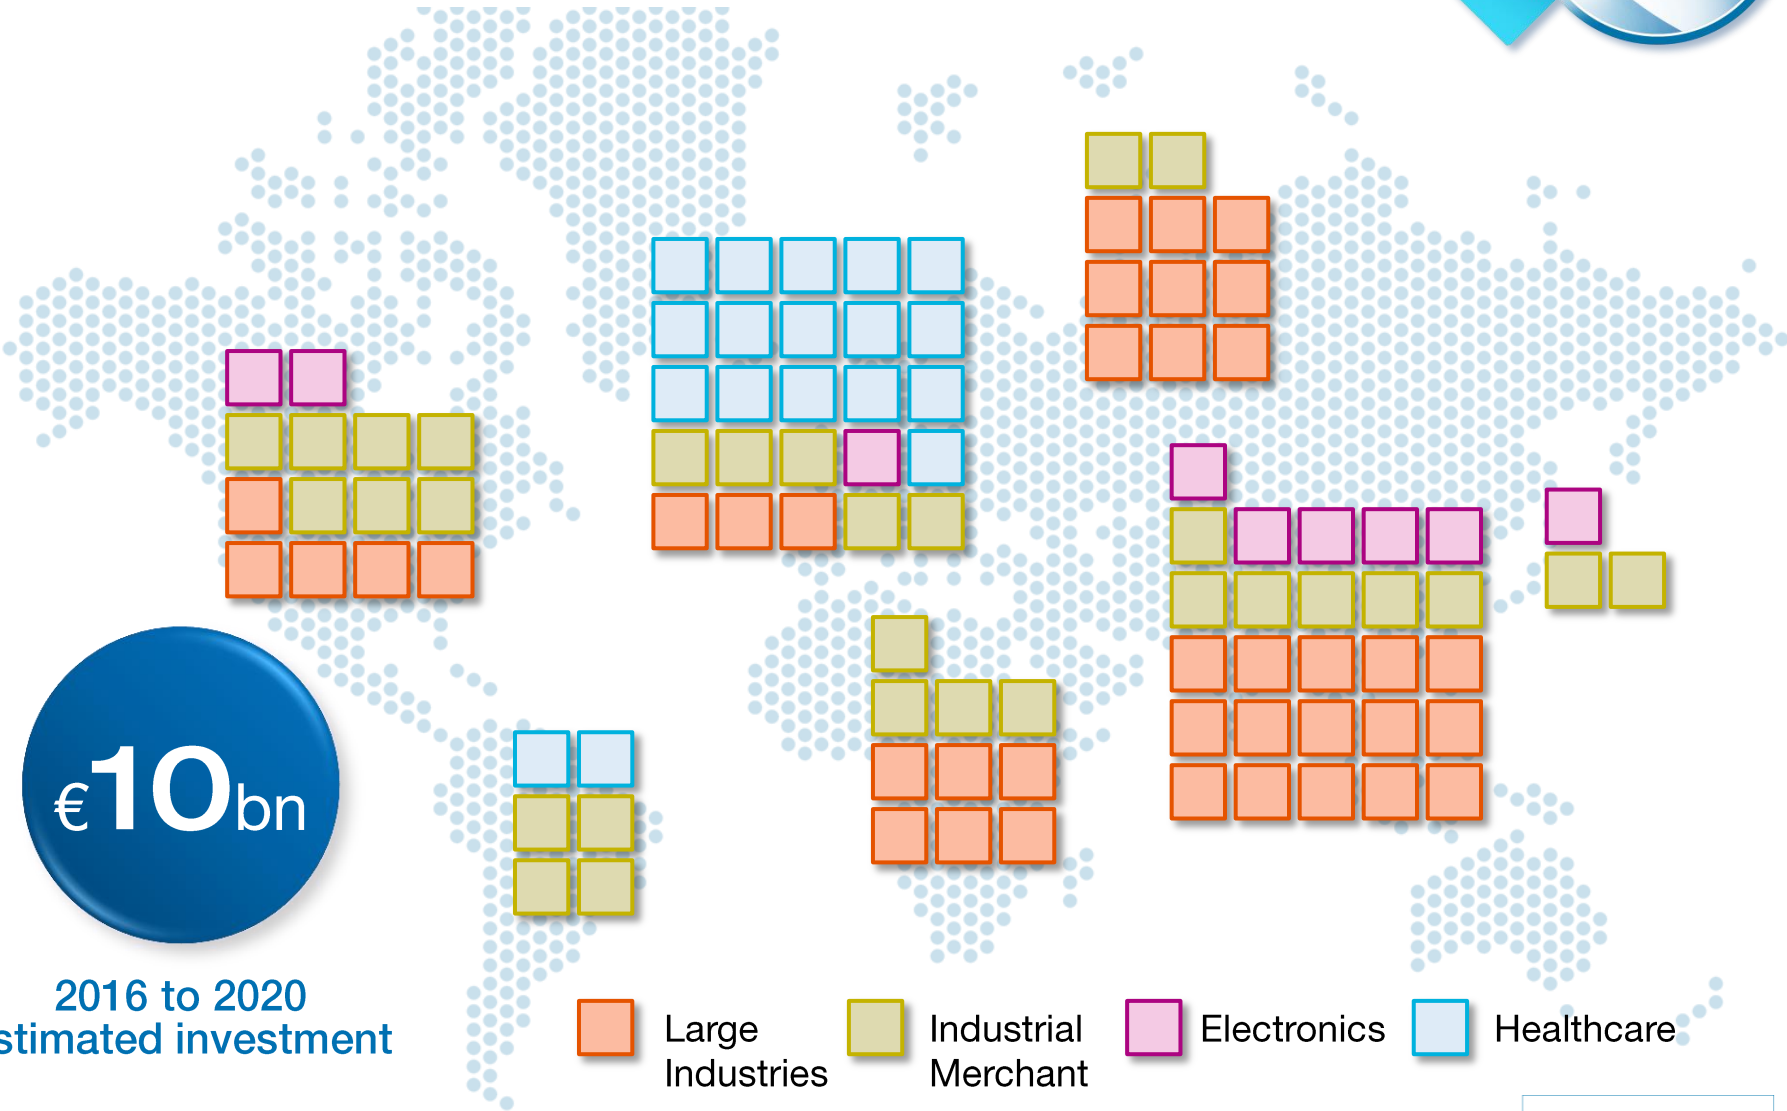 €10bn
2016 to 2020
stimated investment
Large
Industries
Industrial
Merchant
Electronics
Healthcare